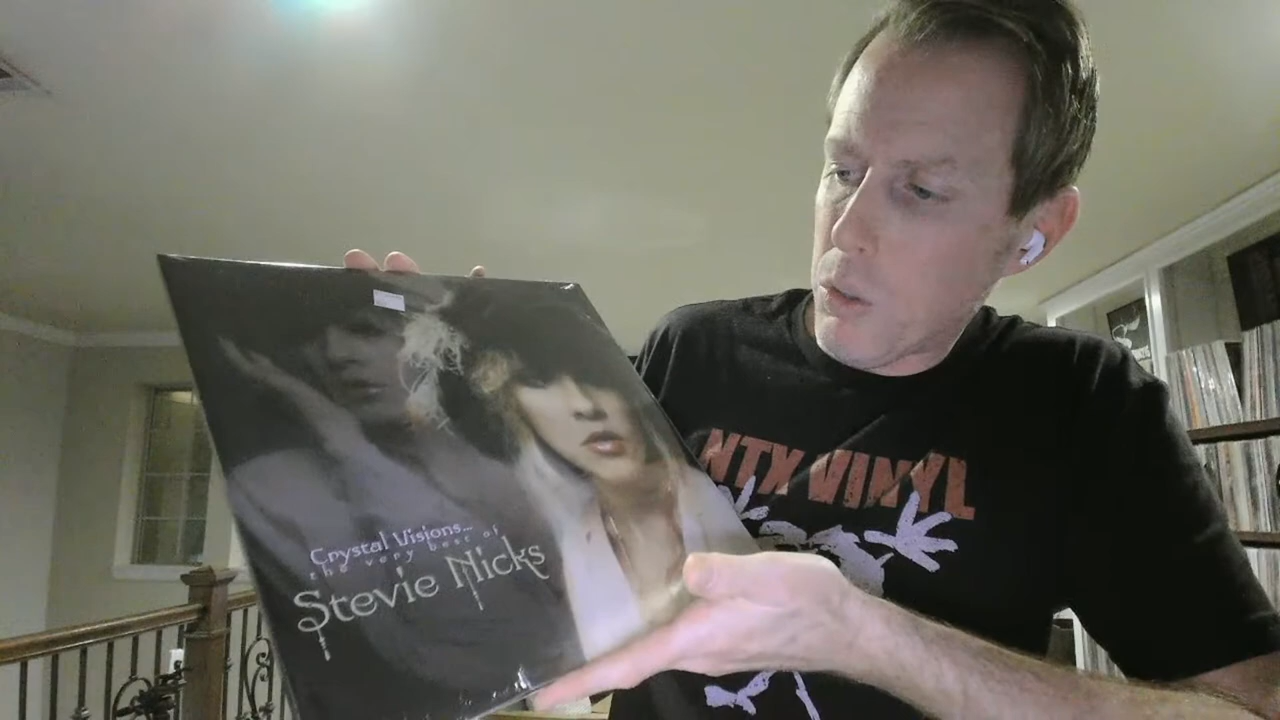 Crystal Visions...
the very best of
Stevie Nicks
NTX VINYL